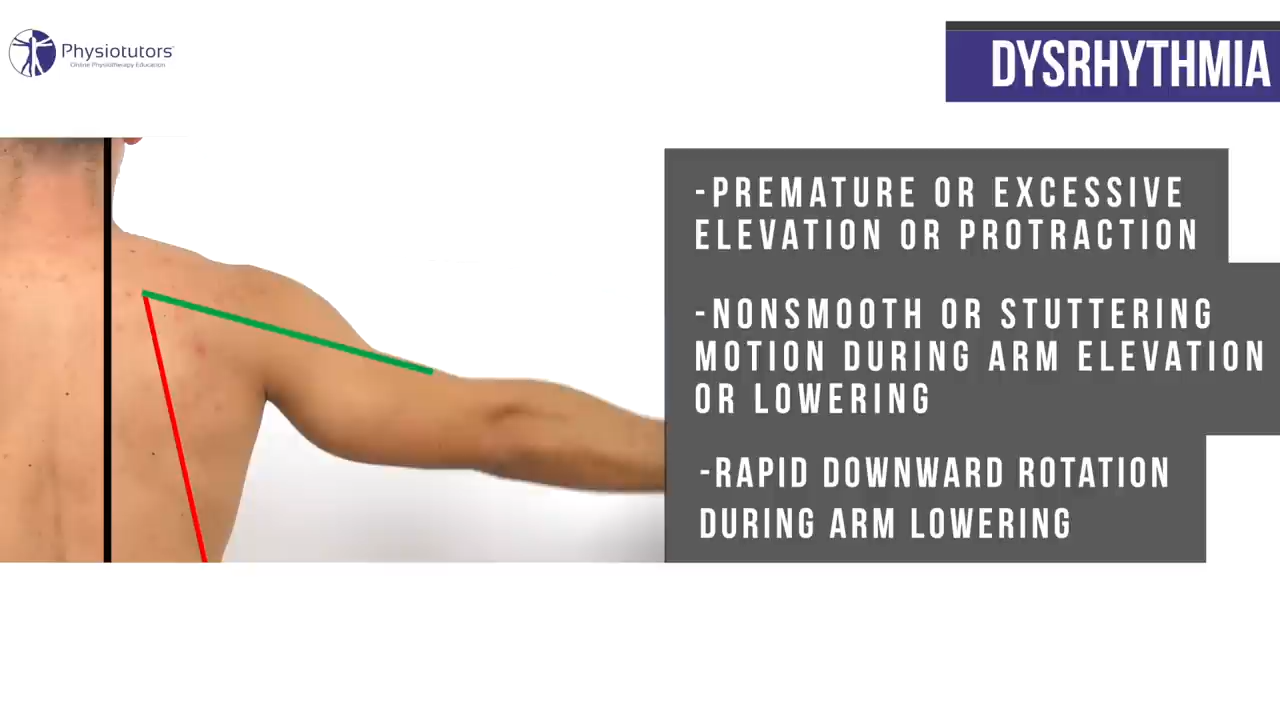 Physiotutors
Online Physiotherapy Education
DYSRHYTHMIA
-PREMATURE OR EXCESSIVE
ELEVATION OR PROTRACTION
-NONSMOOTH OR STUTTERING
MOTION DURING ARM ELEVATION
OR LOWERING
-RAPID DOWNWARD ROTATION
DURING ARM LOWERING